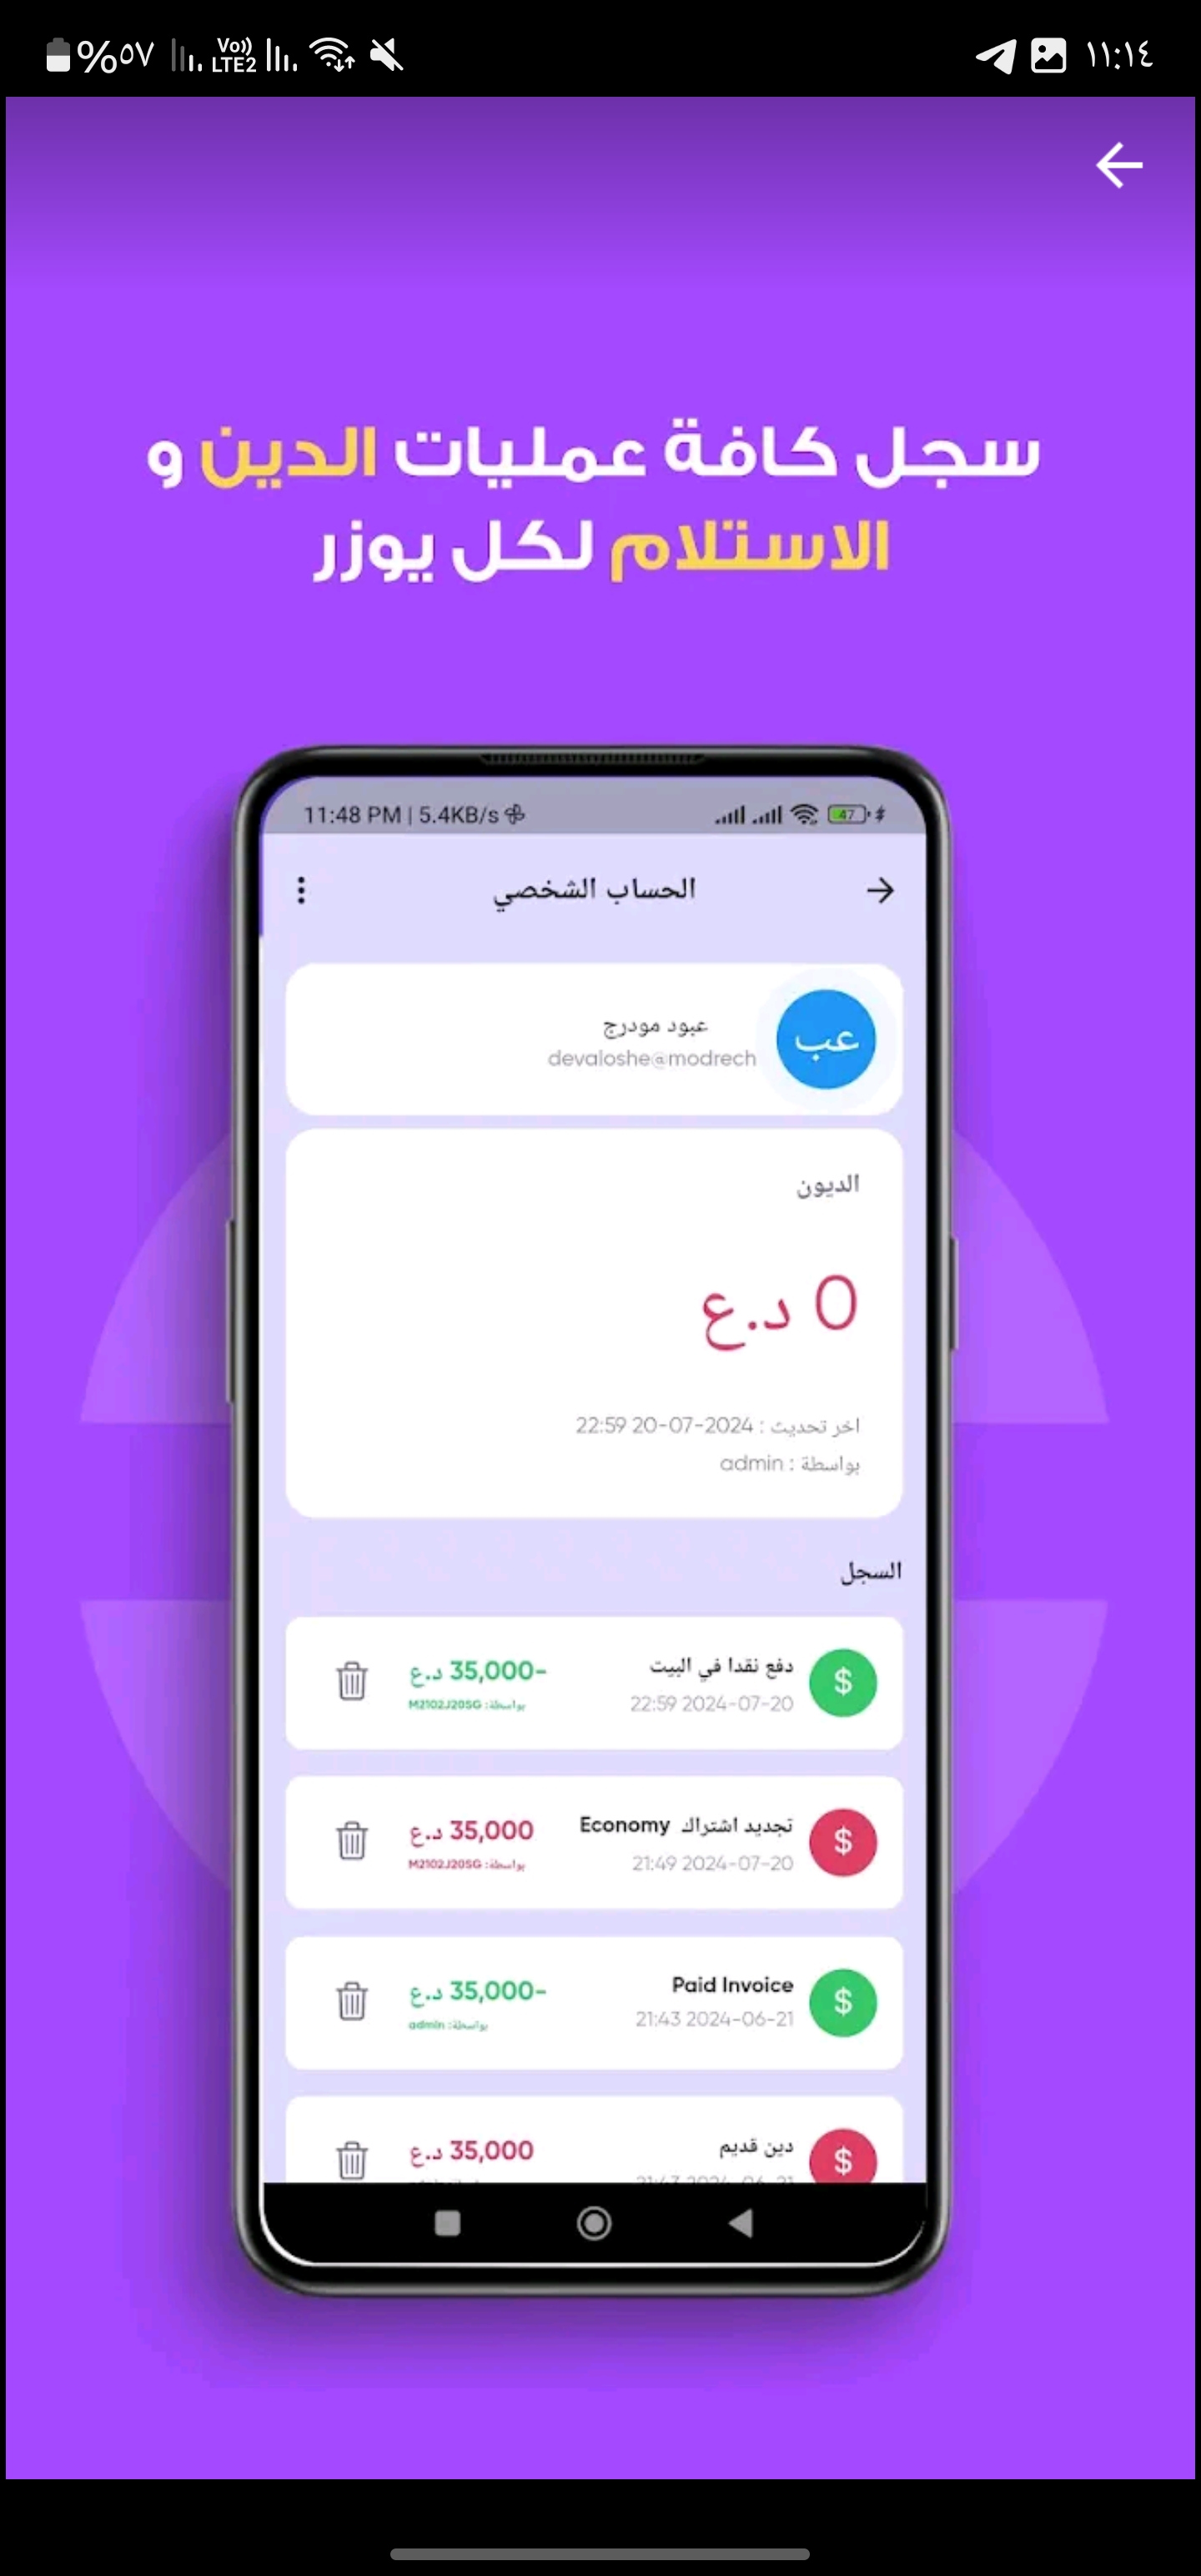 %٥٧
Vo))
LTE2
١١:١٤
سجل كافة عمليات الدين و
الاستلام لكل يوزر
11:48 PM | 5.4KB/s
47
الحساب الشخصي
عب
عبود مودرج
devaloshe@modrech
الديون
0 د.ع
اخر تحديث : 2024-07-20 22:59
بواسطة : admin
السجل
دفع نقدا في البيت
-35,000 د.ع
22:59 2024-07-20
بواسطة: M2102J20SG
تجديد اشتراك Economy
35,000 د.ع
21:49 2024-07-20
بواسطة: M2102J20SG
Paid Invoice
-35,000 د.ع
21:43 2024-06-21
بواسطة: admin
دين قديم
35,000 د.ع